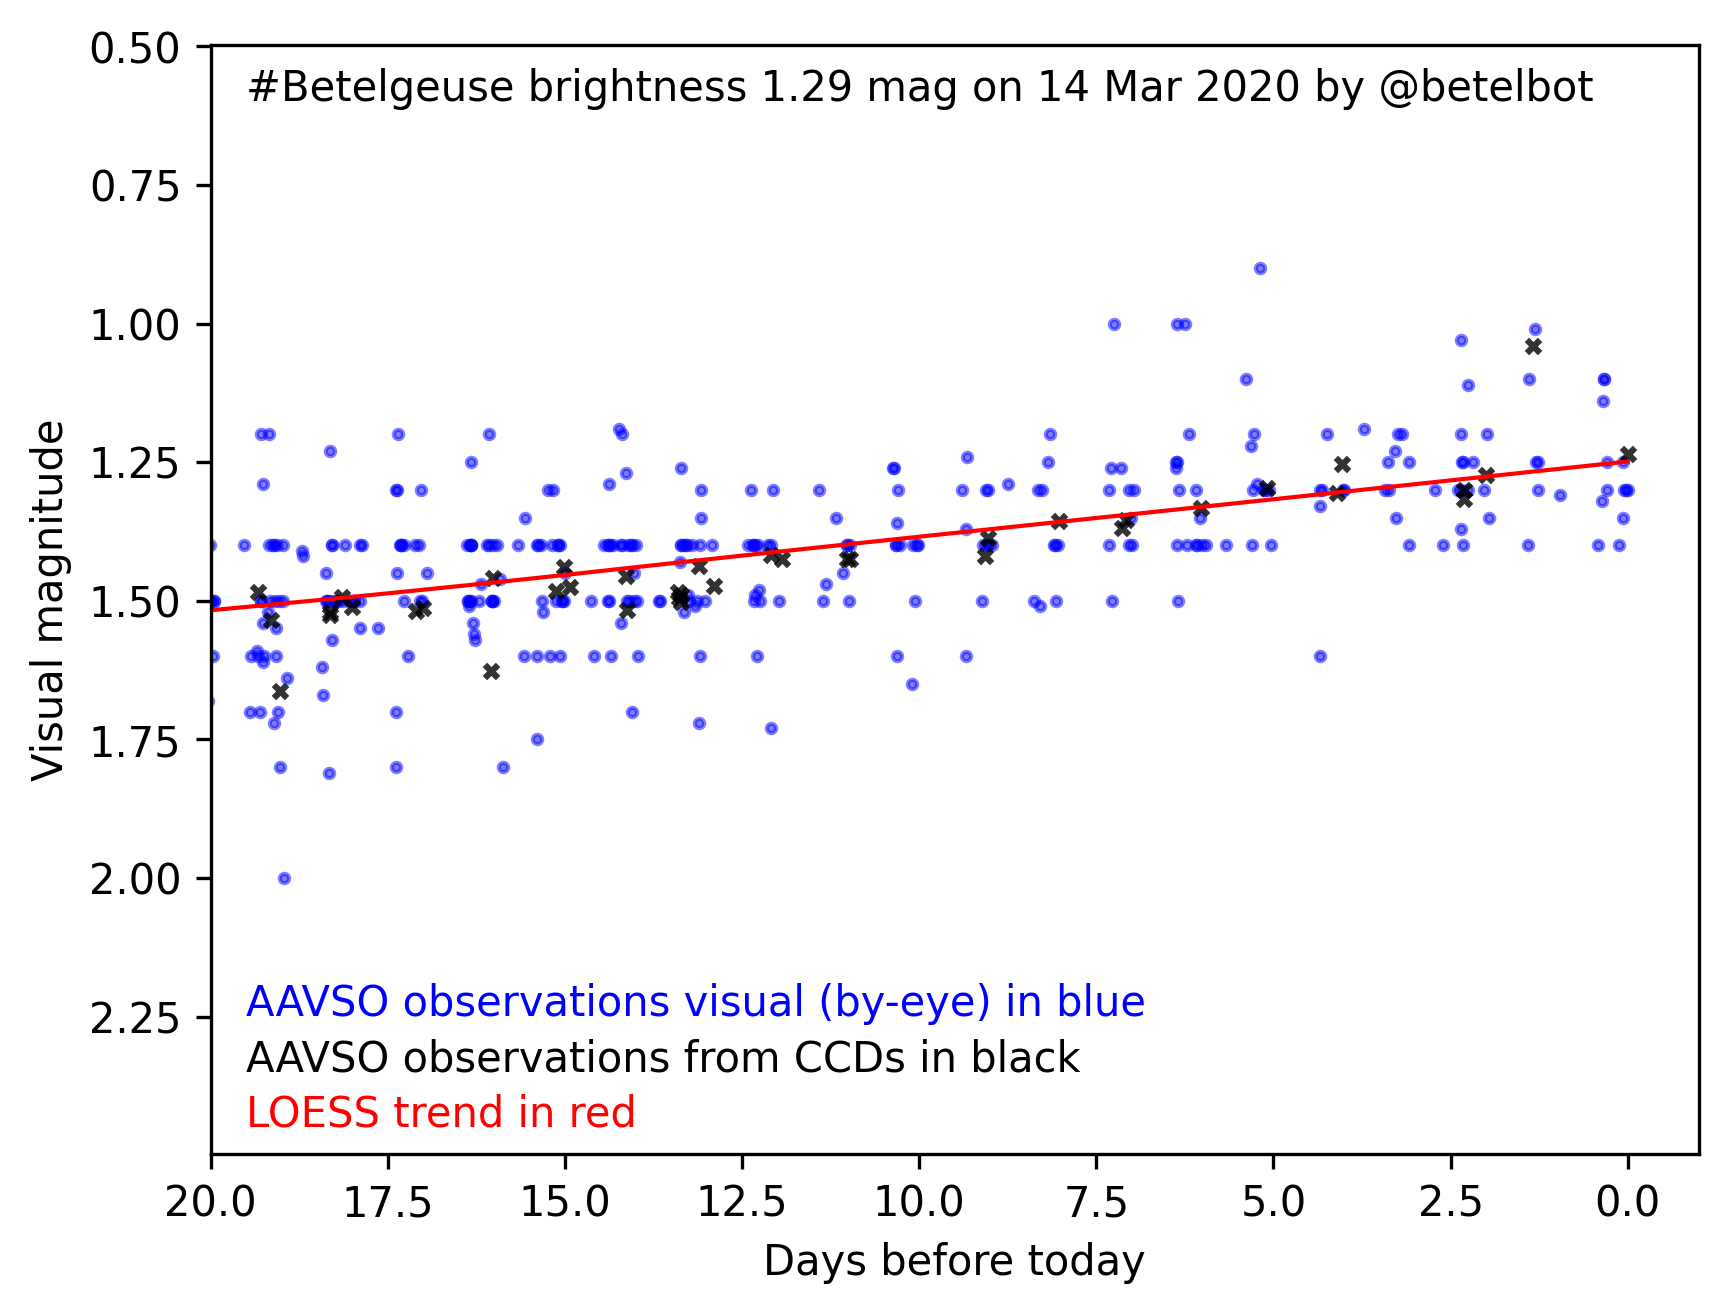 #Betelgeuse brightness 1.29 mag on 14 Mar 2020 by @betelbot
0.50
0.75
1.00
1.25
1.50
1.75
2.00
2.25
Visual magnitude
AAVSO observations visual (by-eye) in blue
AAVSO observations from CCDs in black
LOESS trend in red
20.0 17.5 15.0 12.5 10.0 7.5 5.0 2.5 0.0
Days before today